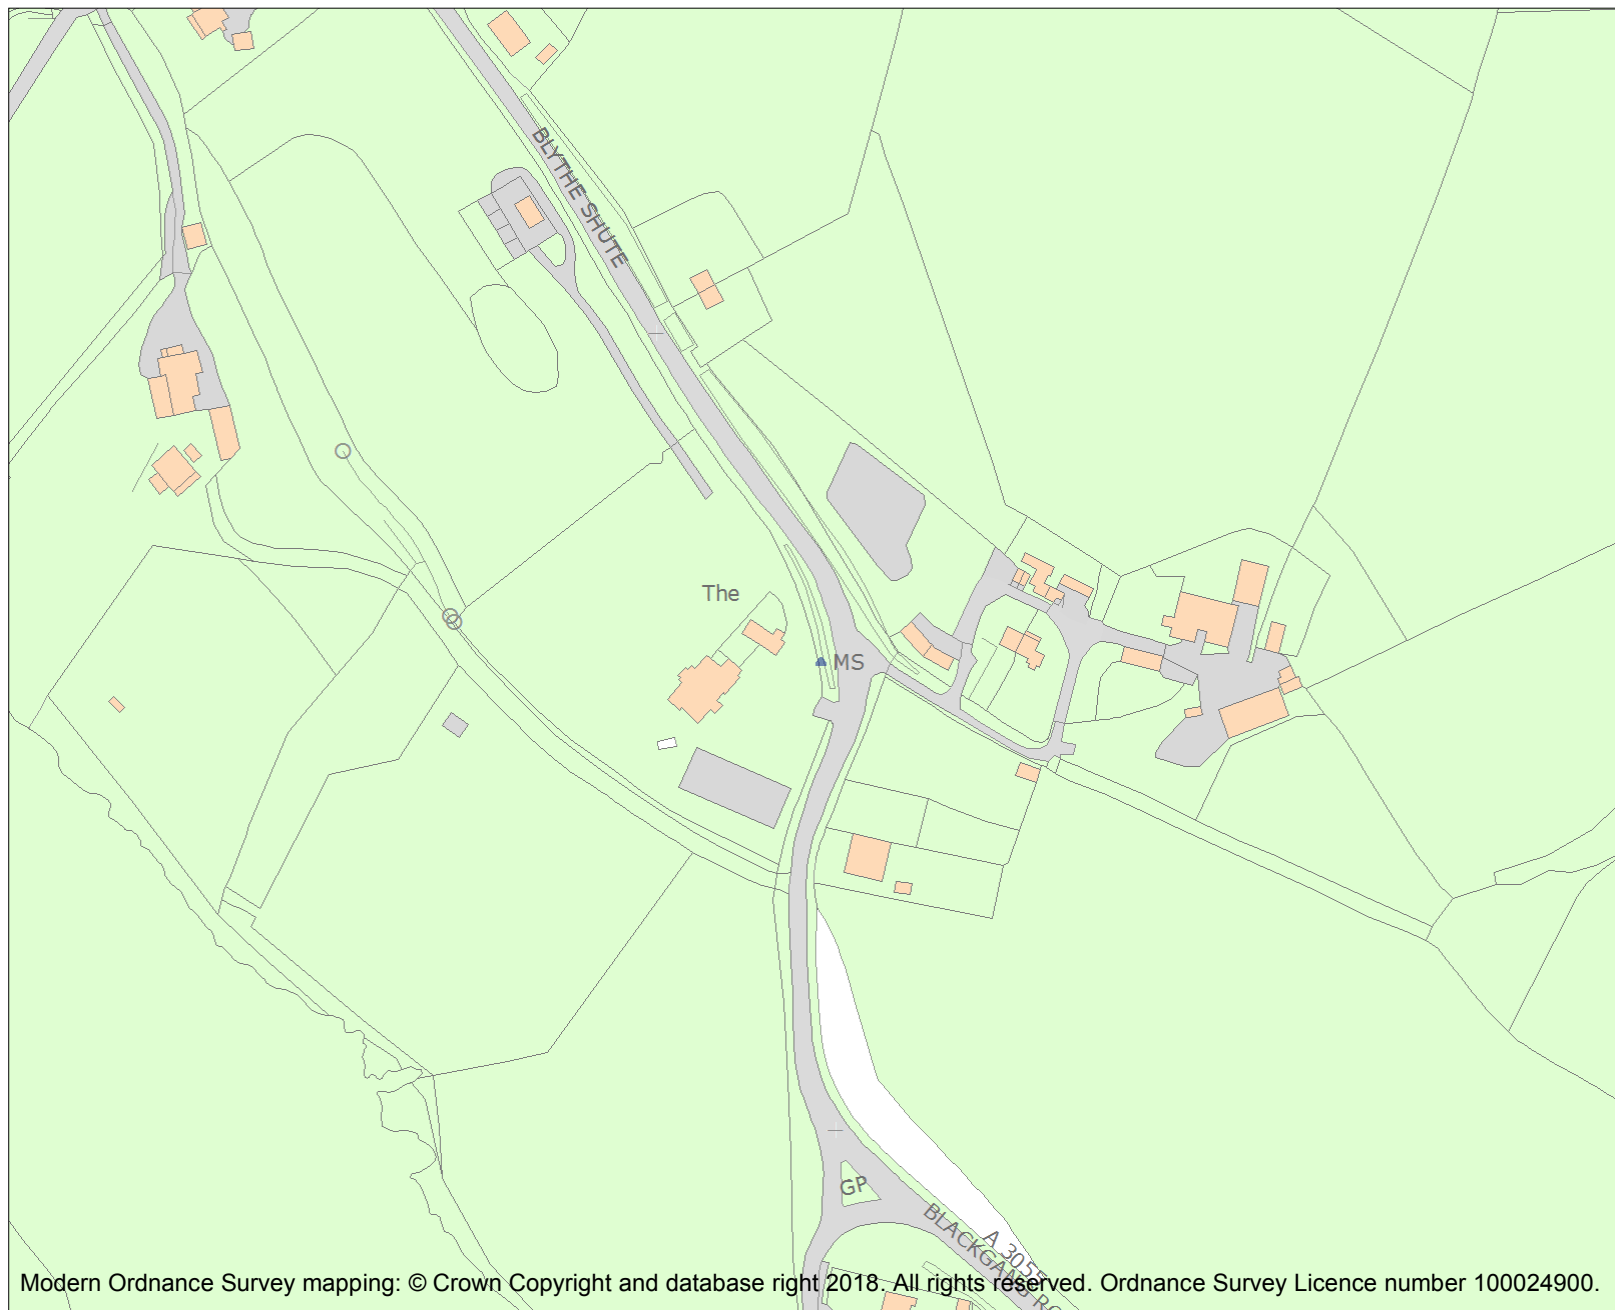 BLYTHE SHUTE
The
MS
GP
A 3055
BLACKGANG RO
Modern Ordnance Survey mapping: © Crown Copyright and database right 2018. All rights reserved. Ordnance Survey Licence number 100024900.